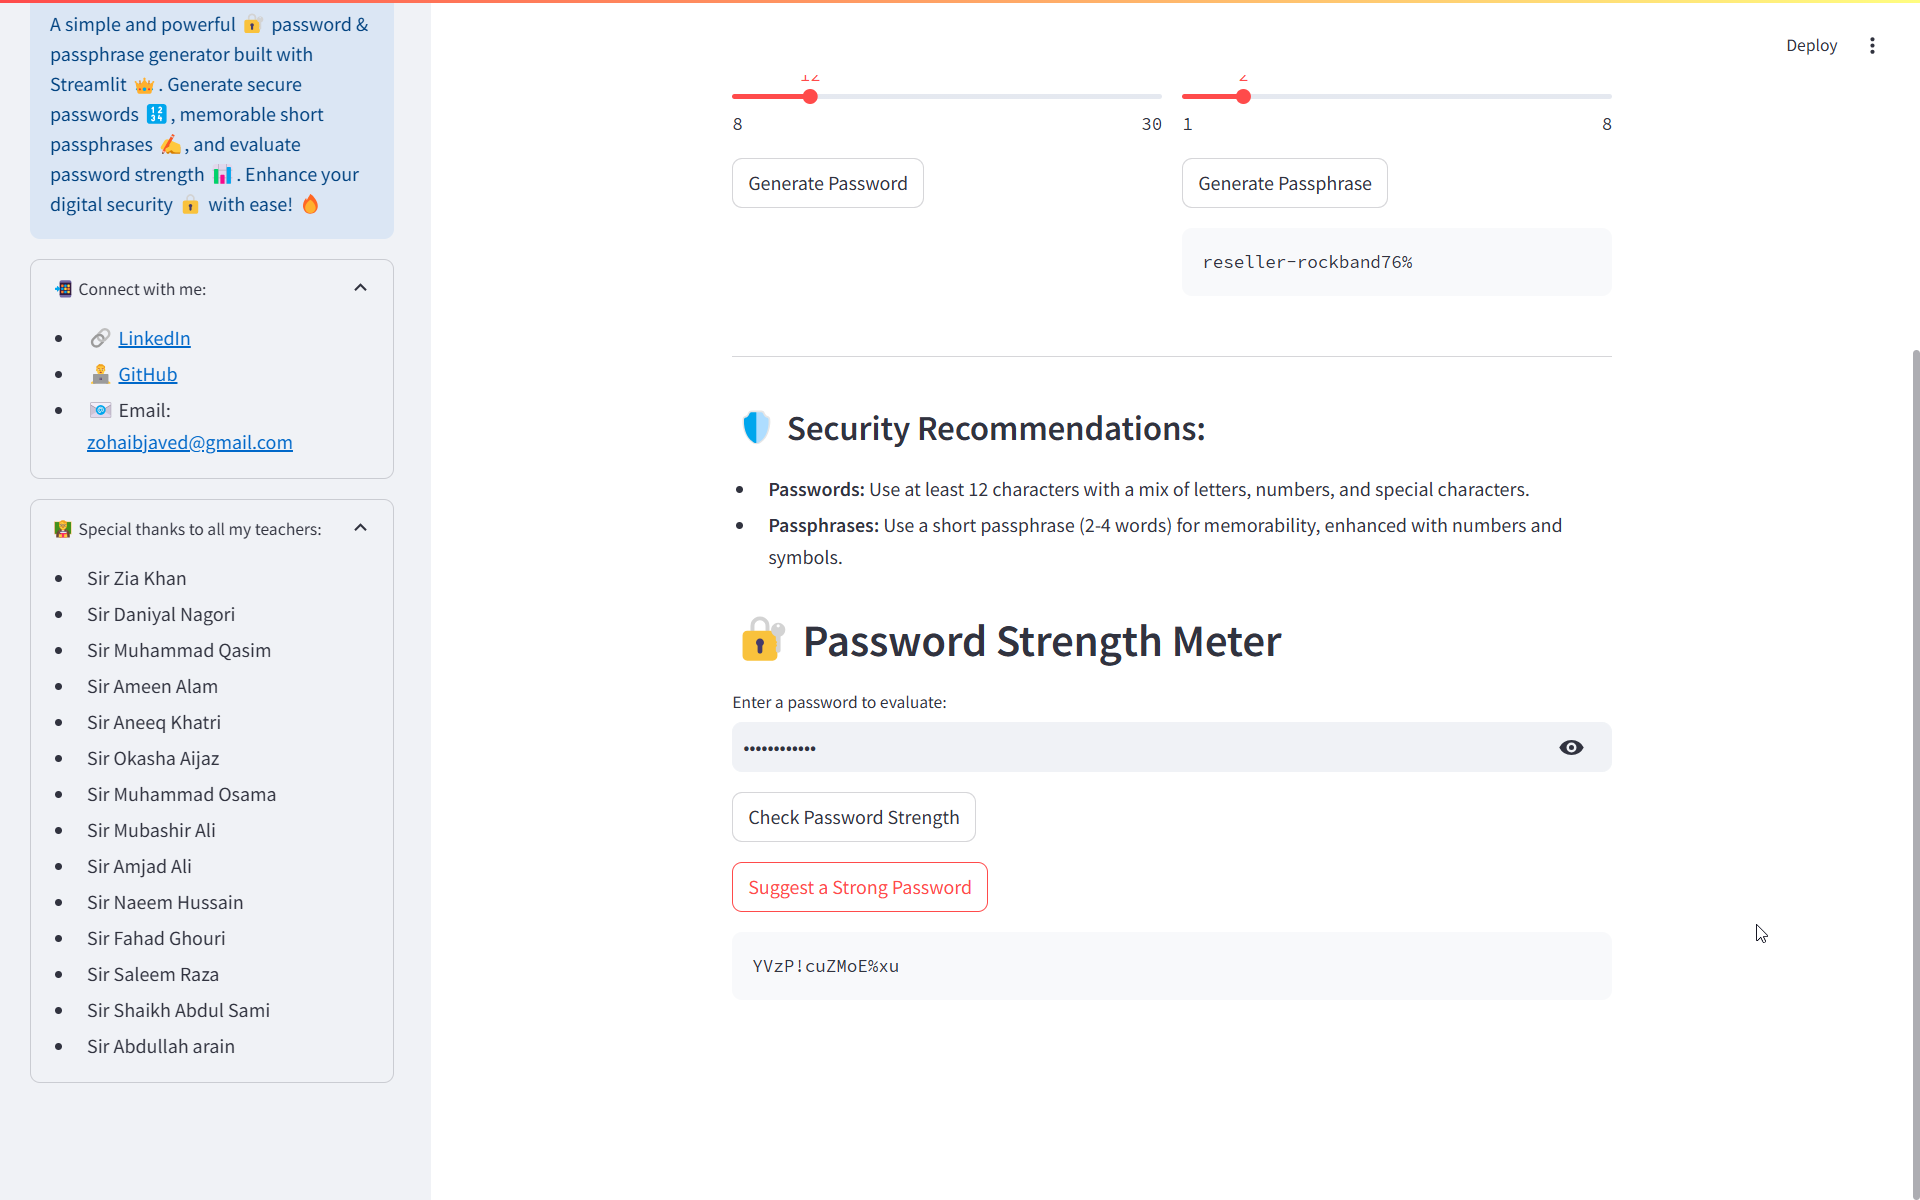 A simple and powerful 🔐 password &
passphrase generator built with
Streamlit 👑. Generate secure
passwords 🔢, memorable short
passphrases ✍️, and evaluate
password strength 📊. Enhance your
digital security 🔒 with ease! 🔥
📲 Connect with me:
• 🔗 LinkedIn
• 👨‍💻 GitHub
• 📧 Email:
zohaibjaved@gmail.com
👩‍🏫 Special thanks to all my teachers:
• Sir Zia Khan
• Sir Daniyal Nagori
• Sir Muhammad Qasim
• Sir Ameen Alam
• Sir Aneeq Khatri
• Sir Okasha Aijaz
• Sir Muhammad Osama
• Sir Mubashir Ali
• Sir Amjad Ali
• Sir Naeem Hussain
• Sir Fahad Ghouri
• Sir Saleem Raza
• Sir Shaikh Abdul Sami
• Sir Abdullah arain
Deploy
12
8 30
Generate Password
2
1 8
Generate Passphrase
reseller-rockband76%
🛡️ Security Recommendations:
• Passwords: Use at least 12 characters with a mix of letters, numbers, and special characters.
• Passphrases: Use a short passphrase (2-4 words) for memorability, enhanced with numbers and
symbols.
🔐 Password Strength Meter
Enter a password to evaluate:
••••••••••••
Check Password Strength
Suggest a Strong Password
YVzP!cuZMoE%xu